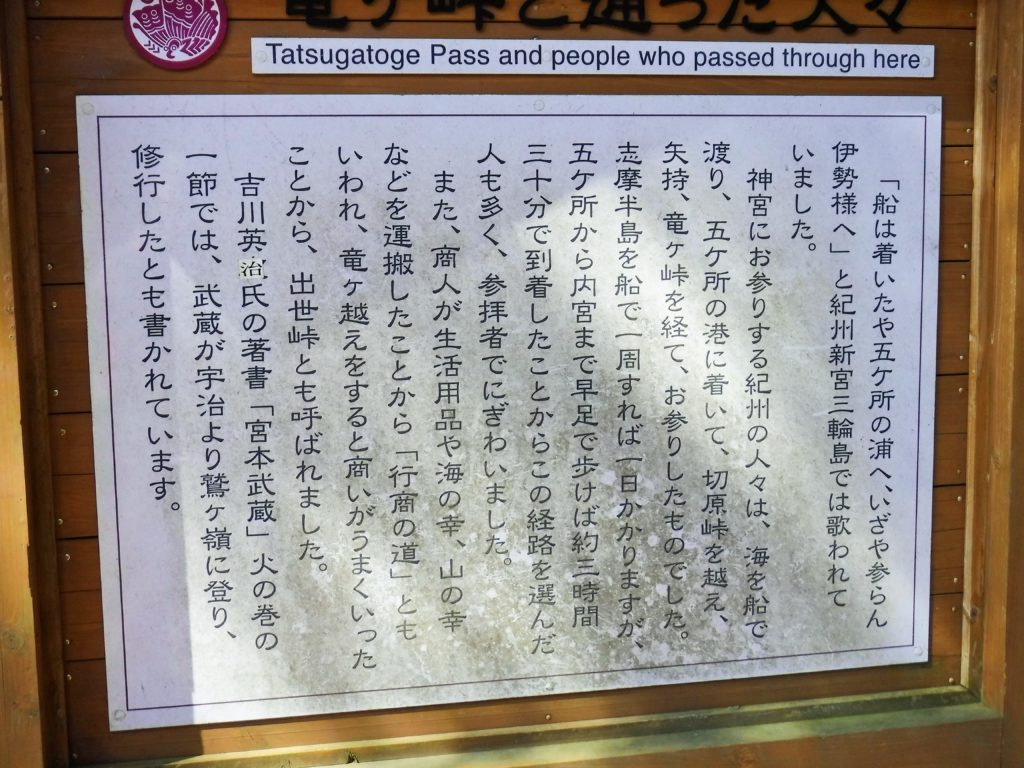 竜ヶ峠を通った人々
Tatsugatoge Pass and people who passed through here
「船は着いたや五ケ所の浦へ、いざや参らん
伊勢様へ」と紀州新宮三輪島では歌われて
いました。
神宮にお参りする紀州の人々は、海を船で
渡り、五ケ所の港に着いて、切原峠を越え、
矢持、竜ヶ峠を経て、お参りしたものでした。
志摩半島を船で一周すれば一日かかりますが、
五ケ所から内宮まで早足で歩けば約三時間
三十分で到着したことからこの経路を選んだ
人も多く、参拝者でにぎわいました。
また、商人が生活用品や海の幸、山の幸
などを運搬したことから「行商の道」とも
いわれ、竜ヶ越えをすると商いがうまくいった
ことから、出世峠とも呼ばれました。
吉川英治氏の著書「宮本武蔵」火の巻の
一節では、武蔵が宇治より鷲ヶ嶺に登り、
修行したとも書かれています。